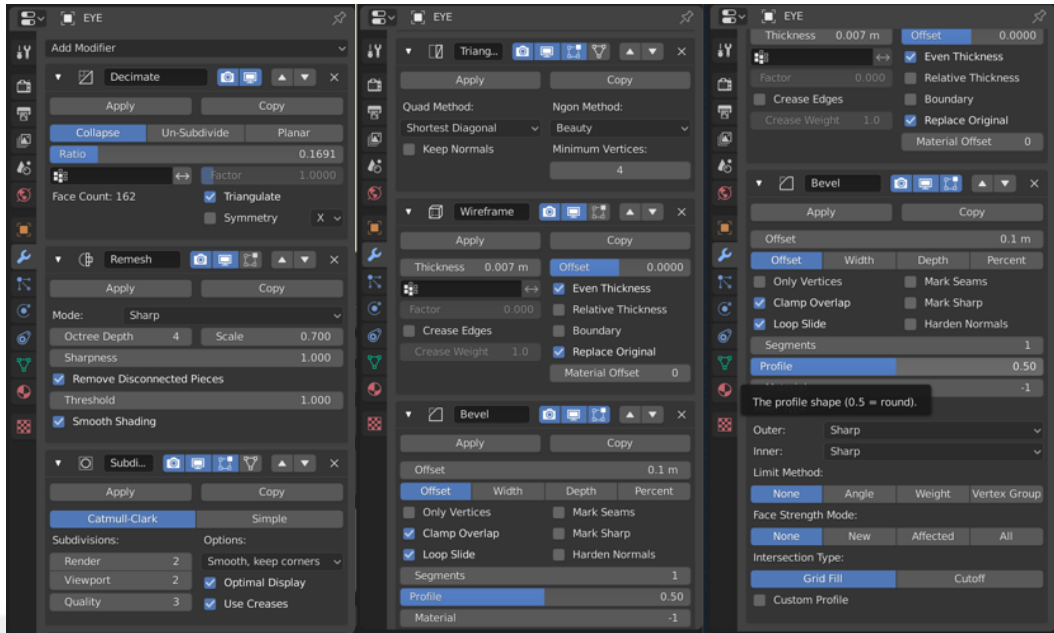 EYE
Add Modifier
Decimate
Apply Copy
Collapse Un-Subdivide Planar
Ratio 0.1691
Factor 1.0000
Face Count: 162 Triangulate
Symmetry X
Remesh
Apply Copy
Mode: Sharp
Octree Depth 4 Scale 0.700
Sharpness 1.000
Remove Disconnected Pieces
Threshold 1.000
Smooth Shading
Subdi...
Apply Copy
Catmull-Clark Simple
Subdivisions: Options:
Render 2 Smooth, keep corners
Viewport 2 Optimal Display
Quality 3 Use Creases
EYE
Triang...
Apply Copy
Quad Method: Ngon Method:
Shortest Diagonal Beauty
Keep Normals Minimum Vertices:
4
Wireframe
Apply Copy
Thickness 0.007 m Offset 0.0000
Even Thickness
Factor 0.000 Relative Thickness
Crease Edges Boundary
Crease Weight 1.0 Replace Original
Material Offset 0
Bevel
Apply Copy
Offset 0.1 m
Offset Width Depth Percent
Only Vertices Mark Seams
Clamp Overlap Mark Sharp
Loop Slide Harden Normals
Segments 1
Profile 0.50
Material -1
EYE
Thickness 0.007 m Offset 0.0000
Even Thickness
Factor 0.000 Relative Thickness
Crease Edges Boundary
Crease Weight 1.0 Replace Original
Material Offset 0
Bevel
Apply Copy
Offset 0.1 m
Offset Width Depth Percent
Only Vertices Mark Seams
Clamp Overlap Mark Sharp
Loop Slide Harden Normals
Segments 1
Profile 0.50
-1
The profile shape (0.5 = round).
Outer: Sharp
Inner: Sharp
Limit Method:
None Angle Weight Vertex Group
Face Strength Mode:
None New Affected All
Intersection Type:
Grid Fill Cutoff
Custom Profile